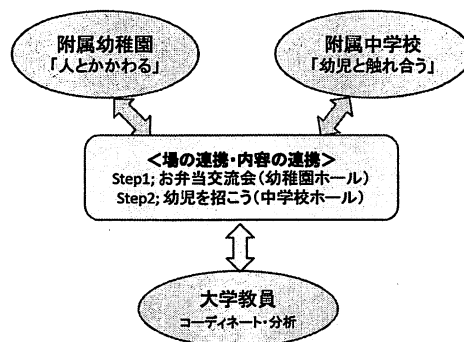 附属幼稚園
「人とかかわる」
附属中学校
「幼児と触れ合う」
<場の連携・内容の連携>
Step1; お弁当交流会(幼稚園ホール)
Step2; 幼児を招こう(中学校ホール)
大学教員
コーディネート・分析